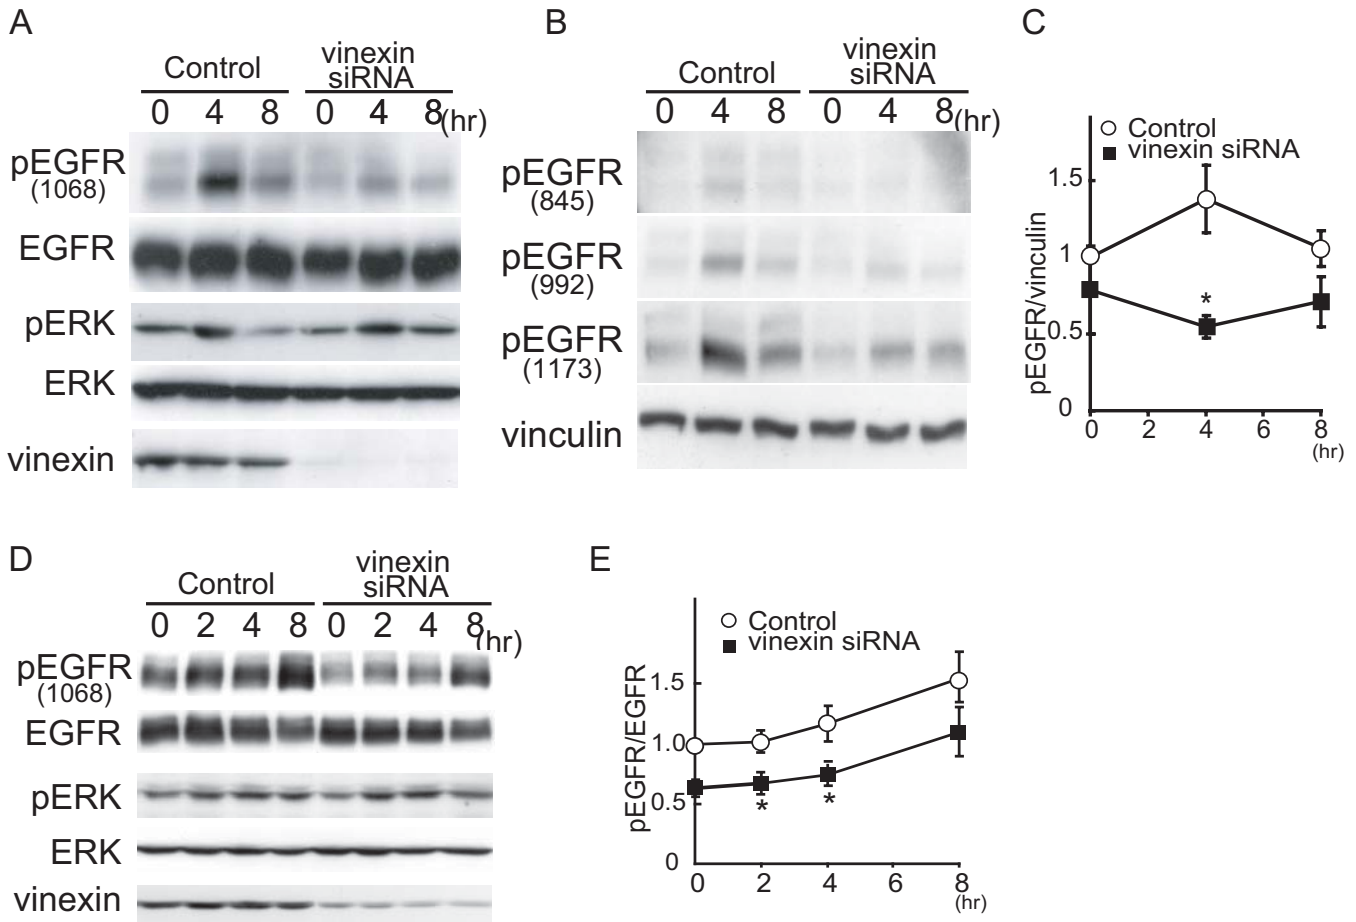 A
Control
vinexin
siRNA
0 4 8 0 4 8 (hr)
pEGFR
(1068)
EGFR
pERK
ERK
vinexin
B
Control
vinexin
siRNA
0 4 8 0 4 8 (hr)
pEGFR
(845)
pEGFR
(992)
pEGFR
(1173)
vinculin
C
Control
vinexin siRNA
pEGFR/vinculin
1.5
1
0.5
0
*
0 2 4 6 8
(hr)
D
Control
vinexin
siRNA
0 2 4 8 0 2 4 8 (hr)
pEGFR
(1068)
EGFR
pERK
ERK
vinexin
E
Control
vinexin siRNA
pEGFR/EGFR
1.5
1.0
0.5
0
* *
0 2 4 6 8
(hr)